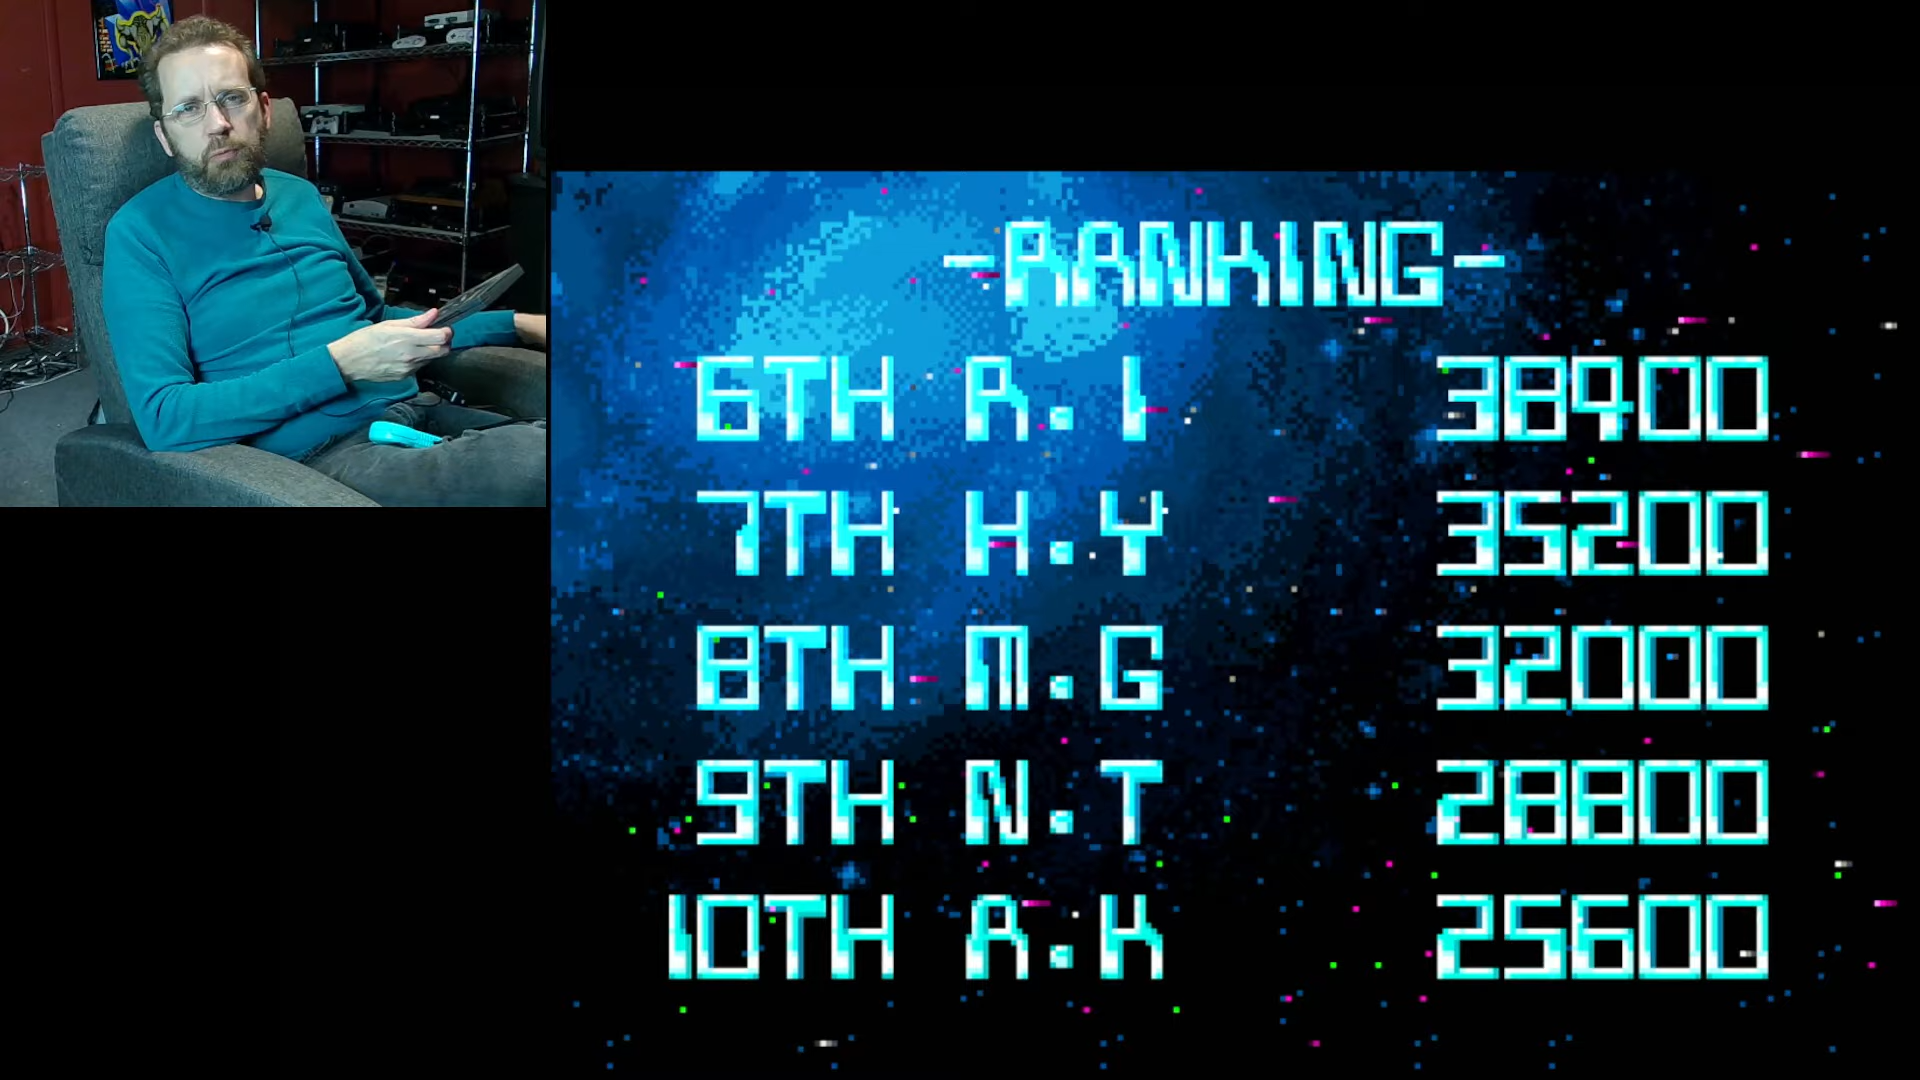 -RANKING-
6TH A.I 38400
7TH H.Y 35200
8TH M.G 32000
9TH N.T 28800
10TH A.K 25600